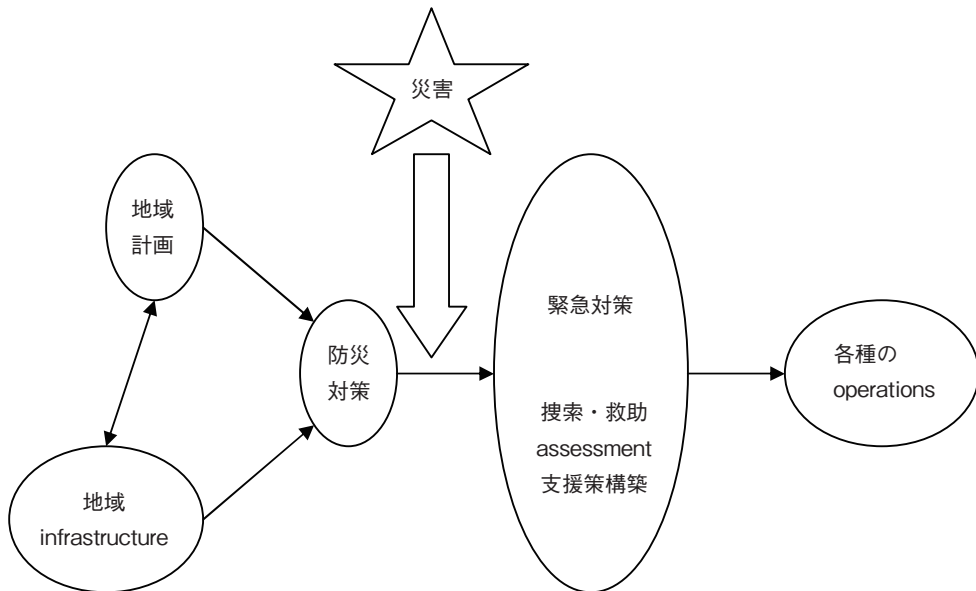 災害
地域
計画
防災
対策
地域
infrastructure
緊急対策
捜索・救助
assessment
支援策構築
各種の
operations